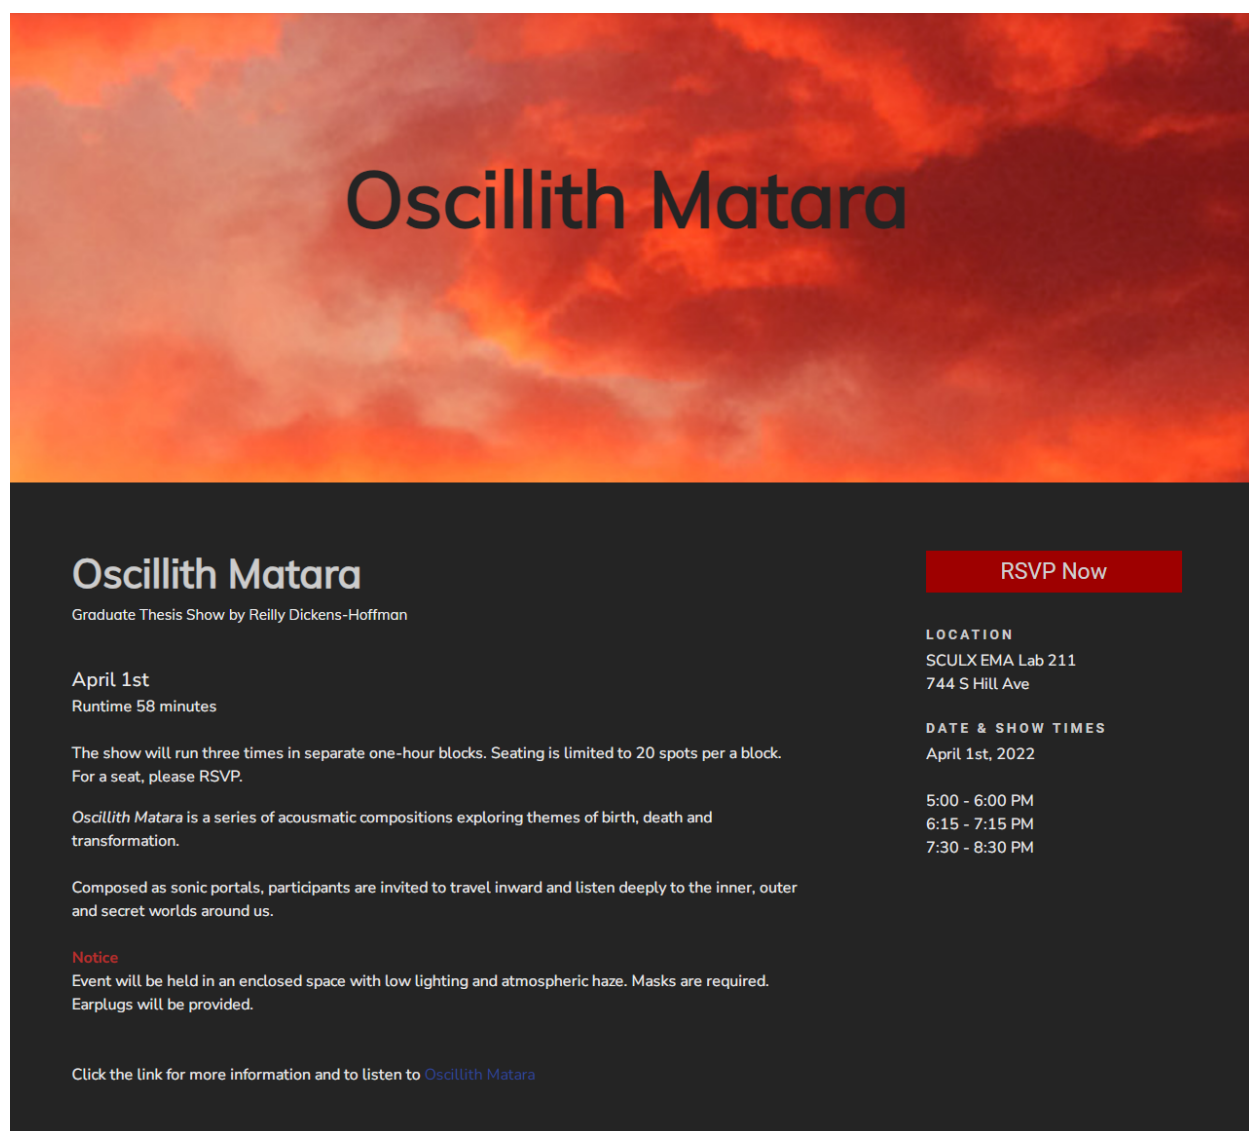 Oscillith Matara
Oscillith Matara
Graduate Thesis Show by Reilly Dickens-Hoffman
April 1st
Runtime 58 minutes
The show will run three times in separate one-hour blocks. Seating is limited to 20 spots per a block.
For a seat, please RSVP.
Oscillith Matara is a series of acousmatic compositions exploring themes of birth, death and
transformation.
Composed as sonic portals, participants are invited to travel inward and listen deeply to the inner, outer
and secret worlds around us.
Notice
Event will be held in an enclosed space with low lighting and atmospheric haze. Masks are required.
Earplugs will be provided.
Click the link for more information and to listen to Oscillith Matara
RSVP Now
LOCATION
SCULX EMA Lab 211
744 S Hill Ave
DATE & SHOW TIMES
April 1st, 2022
5:00 - 6:00 PM
6:15 - 7:15 PM
7:30 - 8:30 PM